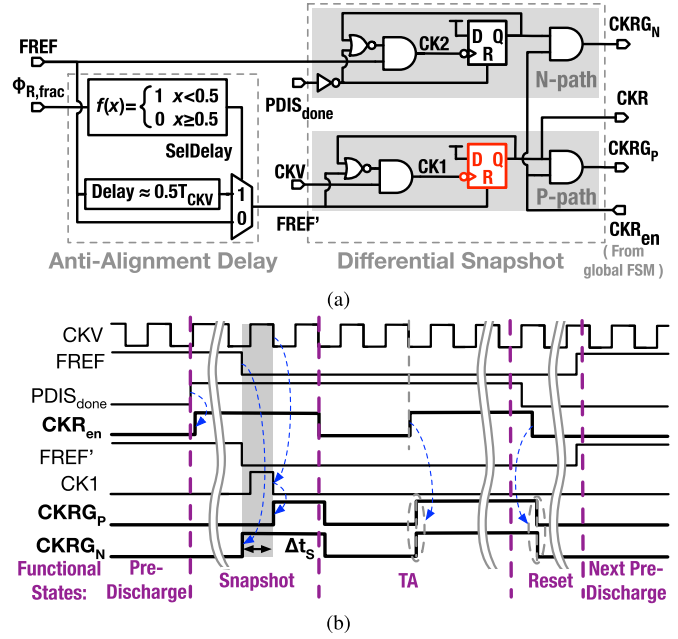 FREF
Φ_R,frac
f(x) = { 1 x<0.5
0 x≥0.5
SelDelay
Delay ≈ 0.5T_CKV
1
0
Anti-Alignment Delay
PDIS_done
CK2
D Q
R
CKRG_N
N-path
CKR
CKV
CK1
D Q
R
CKRG_P
P-path
FREF'
CKR_en
(From
global FSM)
Differential Snapshot
(a)
CKV
FREF
PDIS_done
CKR_en
FREF'
CK1
CKRG_P
CKRG_N
Δt_S
Functional
States:
Pre-
Discharge
Snapshot
TA
Reset
Next Pre-
Discharge
(b)